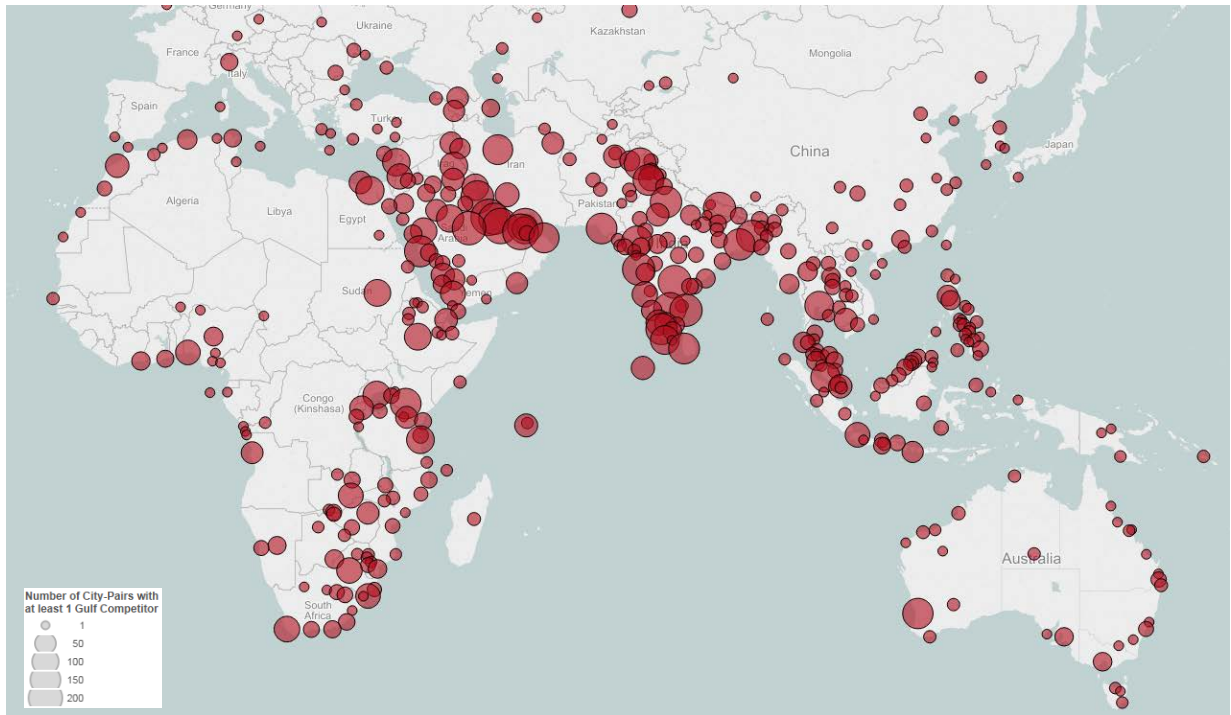 Germany
Ukraine
Kazakhstan
Mongolia
France
Italy
Spain
Turkey
Japan
China
Iraq
Iran
Algeria
Libya
Egypt
Pakistan
Arabia
Sudan
Yemen
Congo
(Kinshasa)
Australia
South
Africa
Number of City-Pairs with
at least 1 Gulf Competitor
1
50
100
150
200